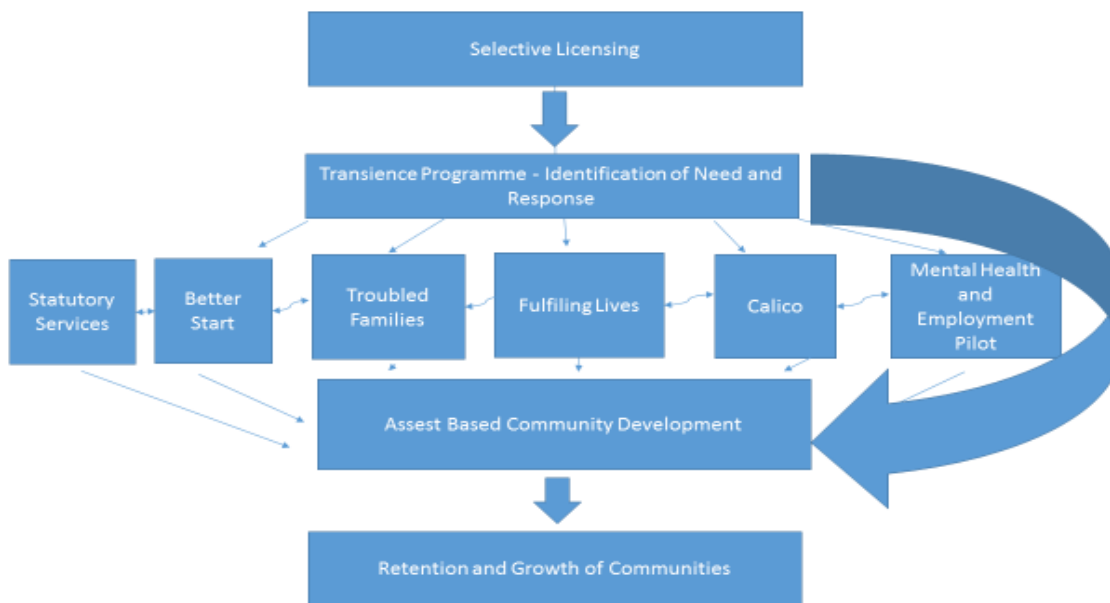 Selective Licensing
Transience Programme - Identification of Need and
Response
Statutory
Services
Better
Start
Troubled
Families
Fulfiling Lives
Calico
Mental Health
and
Employment
Pilot
Assest Based Community Development
Retention and Growth of Communities